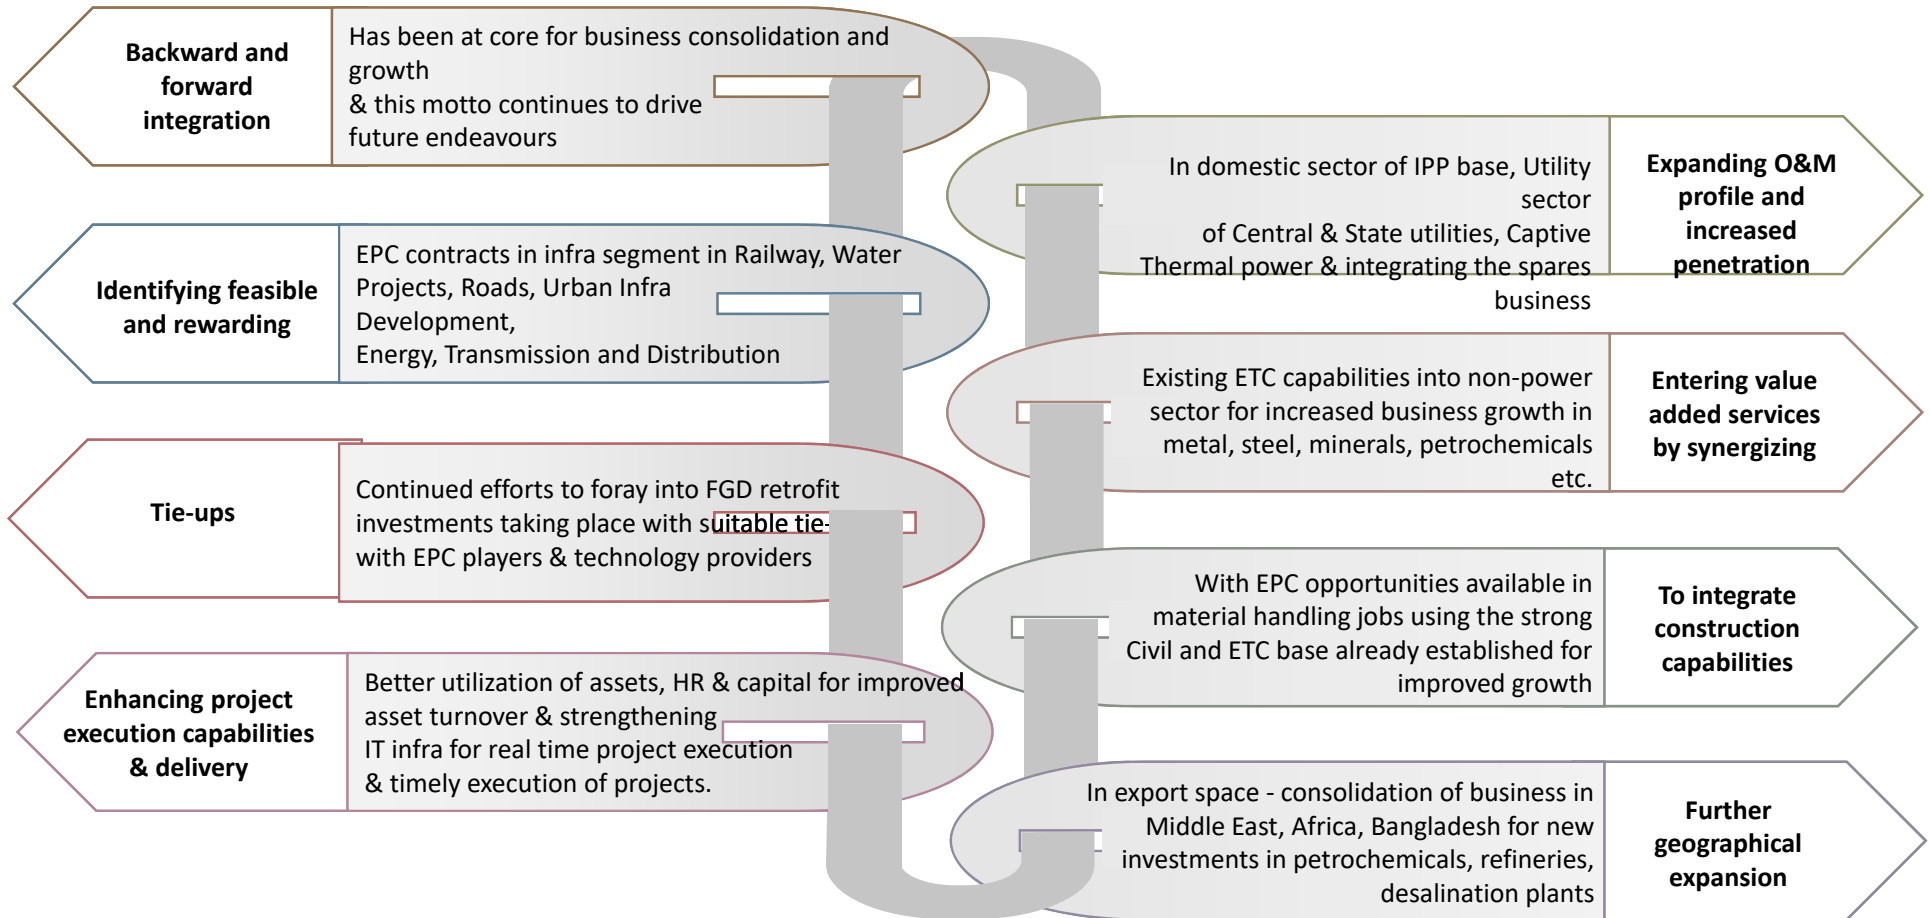 Backward and
forward
integration
Has been at core for business consolidation and
growth
& this motto continues to drive
future endeavours
In domestic sector of IPP base, Utility
sector
of Central & State utilities, Captive
Thermal power & integrating the spares
business
Expanding O&M
profile and
increased
penetration
Identifying feasible
and rewarding
EPC contracts in infra segment in Railway, Water
Projects, Roads, Urban Infra
Development,
Energy, Transmission and Distribution
Existing ETC capabilities into non-power
sector for increased business growth in
metal, steel, minerals, petrochemicals
etc.
Entering value
added services
by synergizing
Tie-ups
Continued efforts to foray into FGD retrofit
investments taking place with suitable tie-
with EPC players & technology providers
With EPC opportunities available in
material handling jobs using the strong
Civil and ETC base already established for
improved growth
To integrate
construction
capabilities
Enhancing project
execution capabilities
& delivery
Better utilization of assets, HR & capital for improved
asset turnover & strengthening
IT infra for real time project execution
& timely execution of projects.
In export space - consolidation of business in
Middle East, Africa, Bangladesh for new
investments in petrochemicals, refineries,
desalination plants
Further
geographical
expansion